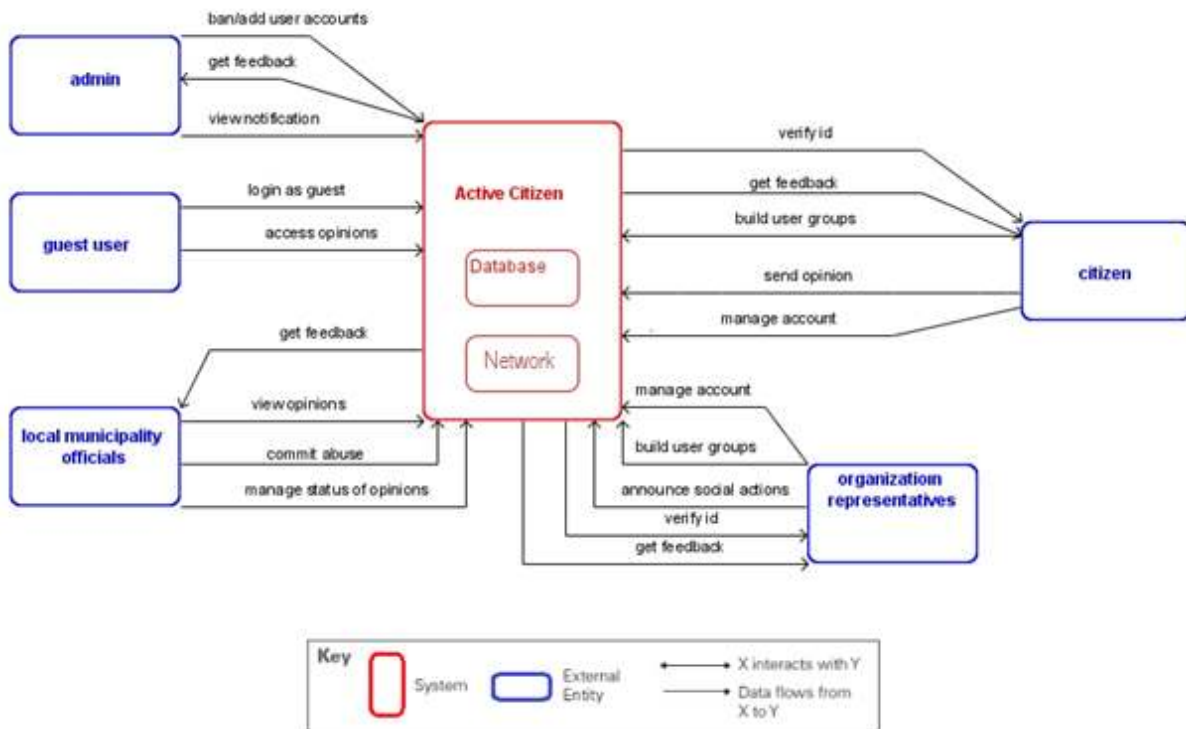 ban/add user accounts
admin
get feedback
view notification
verify id
login as guest
Active Citizen
get feedback
guest user
access opinions
build user groups
Database
send opinion
citizen
get feedback
Network
manage account
manage account
local municipality
officials
view opinions
commit abuse
build user groups
manage status of opinions
announce social actions
organizatioın
representatives
verify id
get feedback
Key
System
External
Entity
X interacts with Y
Data flows from
X to Y